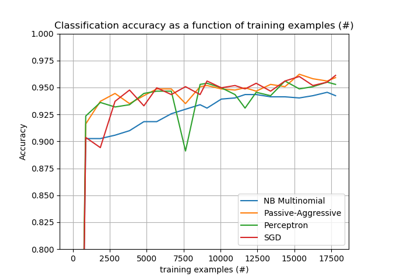 Classification accuracy as a function of training examples (#)
1.000
0.975
0.950
0.925
0.900
0.875
0.850
0.825
0.800
Accuracy
NB Multinomial
Passive-Aggressive
Perceptron
SGD
0 2500 5000 7500 10000 12500 15000 17500
training examples (#)